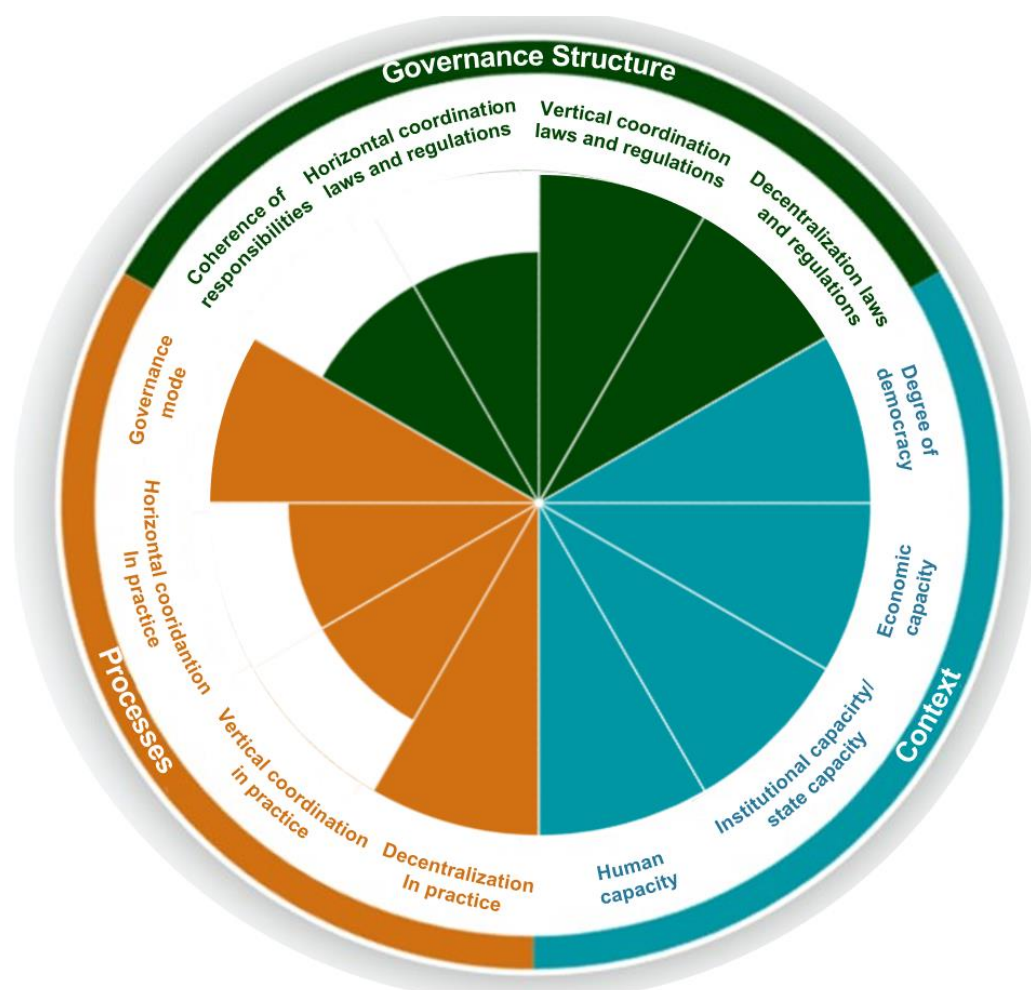 Governance Structure
Vertical coordination
laws and regulations
Decentralization laws
and regulations
Degree of
democracy
Economic
capacity
Institutional capacirty/
state capacity
Context
Human
capacity
Decentralization
In practice
Vertical coordination
in practice
Processes
Horizontal cooridantion
In practice
Governance
mode
Coherence of
responsibilities
Horizontal coordination
laws and regulations